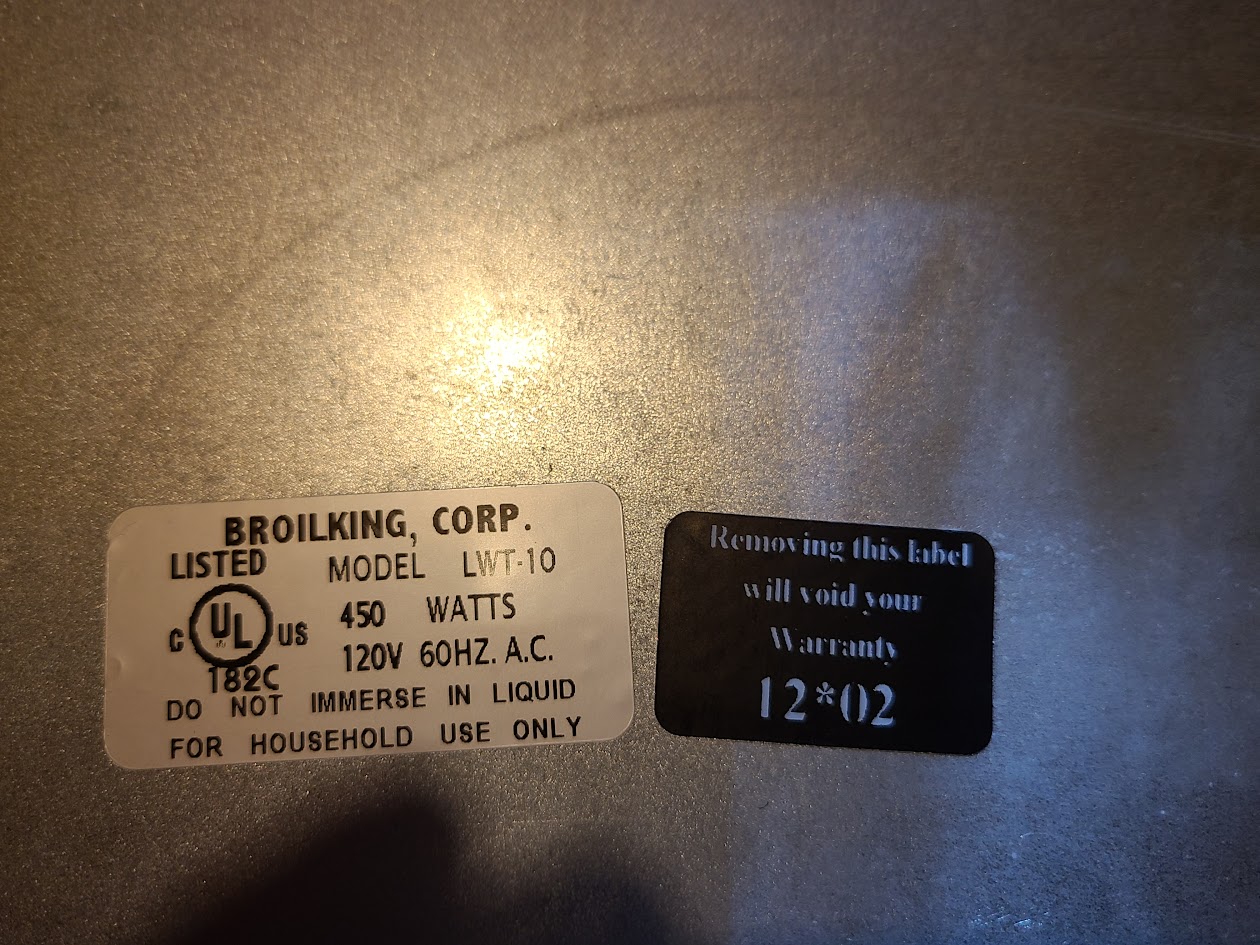 BROILKING, CORP.
LISTED MODEL LWT-10
C UL US 450 WATTS
120V 60HZ. A.C.
182C
DO NOT IMMERSE IN LIQUID
FOR HOUSEHOLD USE ONLY
Removing this label
will void your
Warranty
12*02